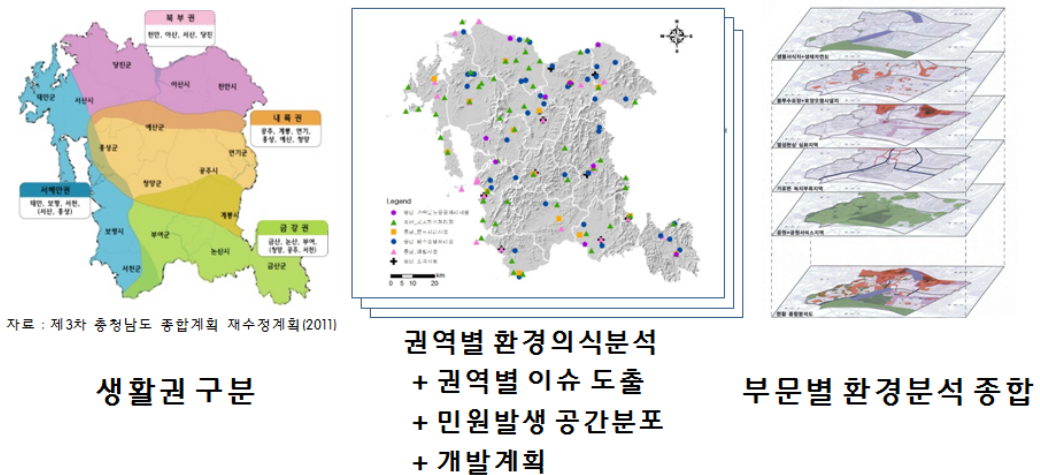 북부권
천안, 아산, 서산, 당진
당진군
아산시
천안시
태안군
서산시
내륙권
공주, 계룡, 연기,
홍성, 예산, 청양
예산군
홍성군
연기군
공주시
청양군
서해안권
태안, 보령, 서천,
(서산, 홍성)
계룡시
보령시
부여군
논산시
금강권
금산, 논산, 부여,
(청양, 공주, 서천)
서천군
금산군
자료 : 제3차 충청남도 종합계획 재수정계획(2011)
생활권 구분
N
W
E
S
Legend
0 5 10 20
km
권역별 환경의식분석
+ 권역별 이슈 도출
+ 민원발생 공간분포
+ 개발계획
부문별 환경분석 종합